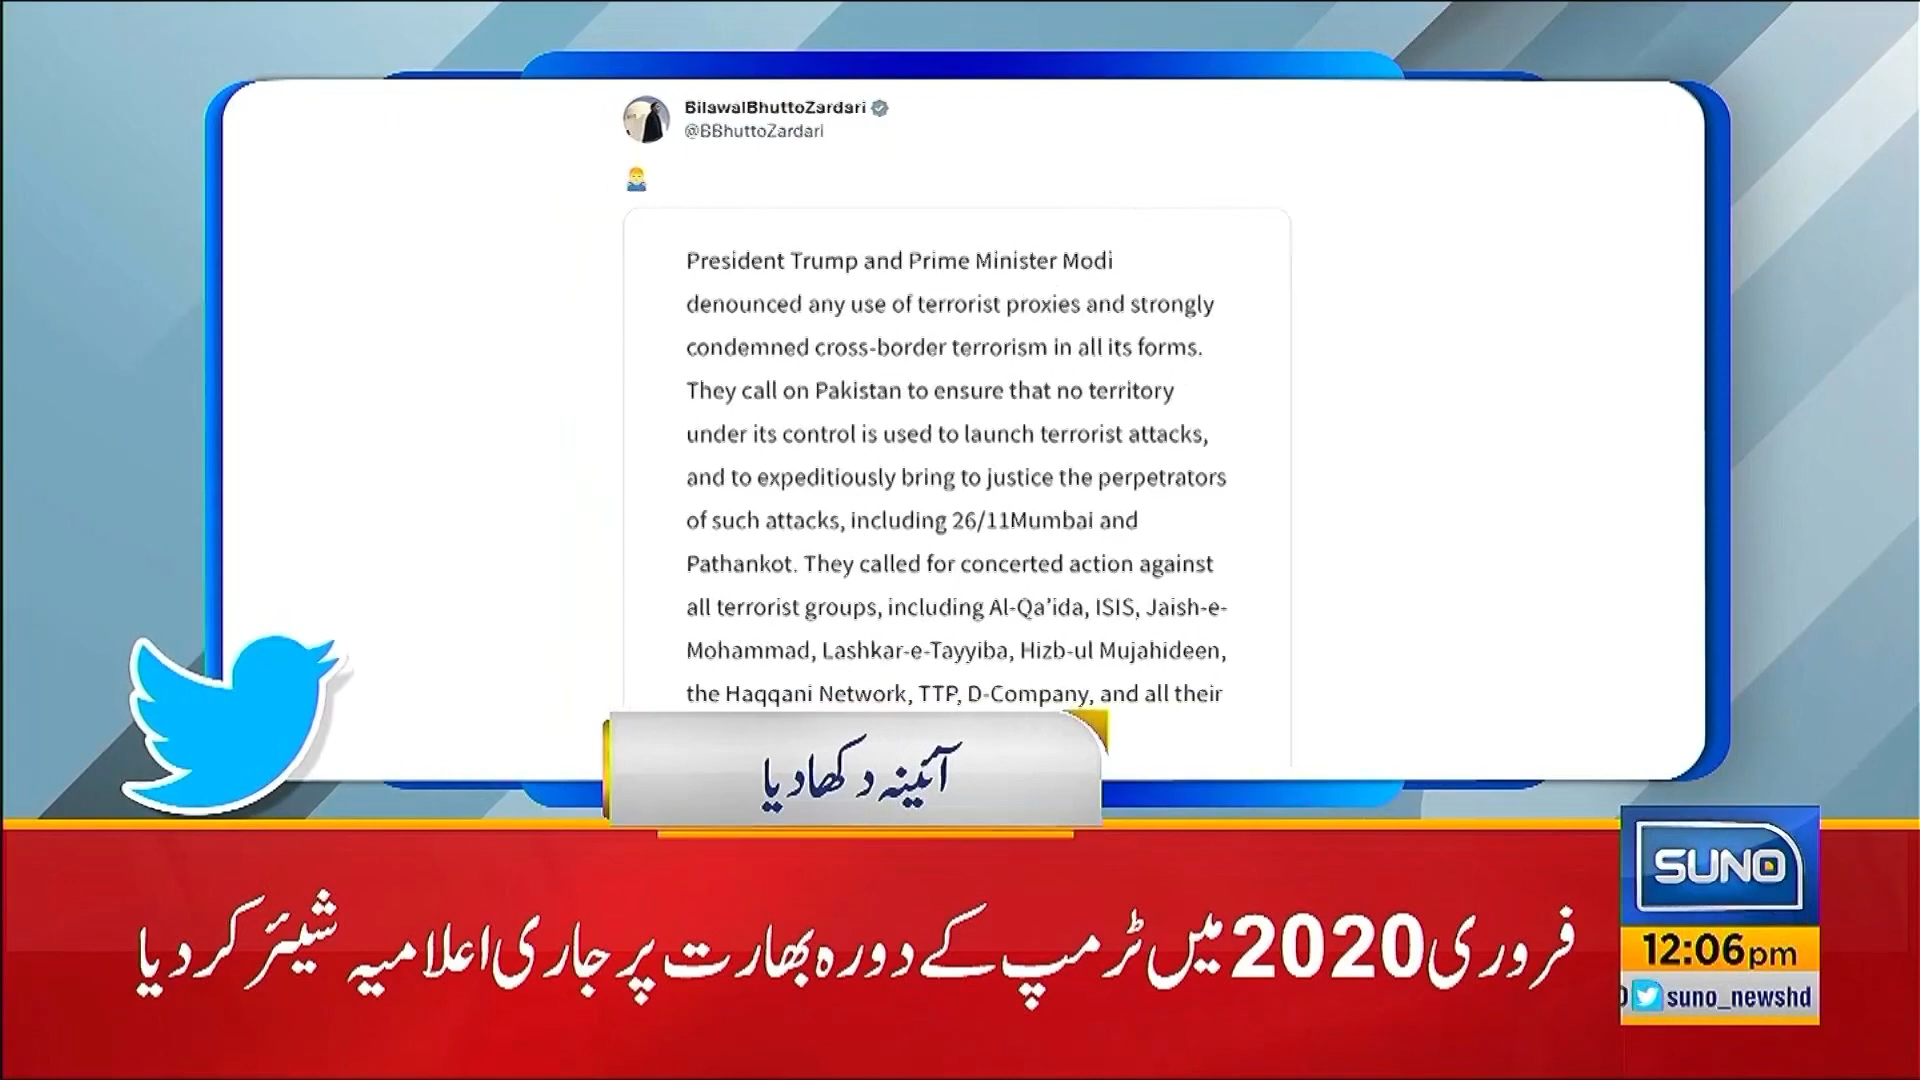 BilawalBhuttoZardari
@BBhuttoZardari
President Trump and Prime Minister Modi
denounced any use of terrorist proxies and strongly
condemned cross-border terrorism in all its forms.
They call on Pakistan to ensure that no territory
under its control is used to launch terrorist attacks,
and to expeditiously bring to justice the perpetrators
of such attacks, including 26/11Mumbai and
Pathankot. They called for concerted action against
all terrorist groups, including Al-Qa’ida, ISIS, Jaish-e-
Mohammad, Lashkar-e-Tayyiba, Hizb-ul Mujahideen,
the Haqqani Network, TTP, D-Company, and all their
آئینہ دکھادیا
فروری 2020 میں ٹرمپ کے دورہ بھارت پر جاری اعلامیہ شیئر کردیا
SUNO
12:06pm
suno_newshd